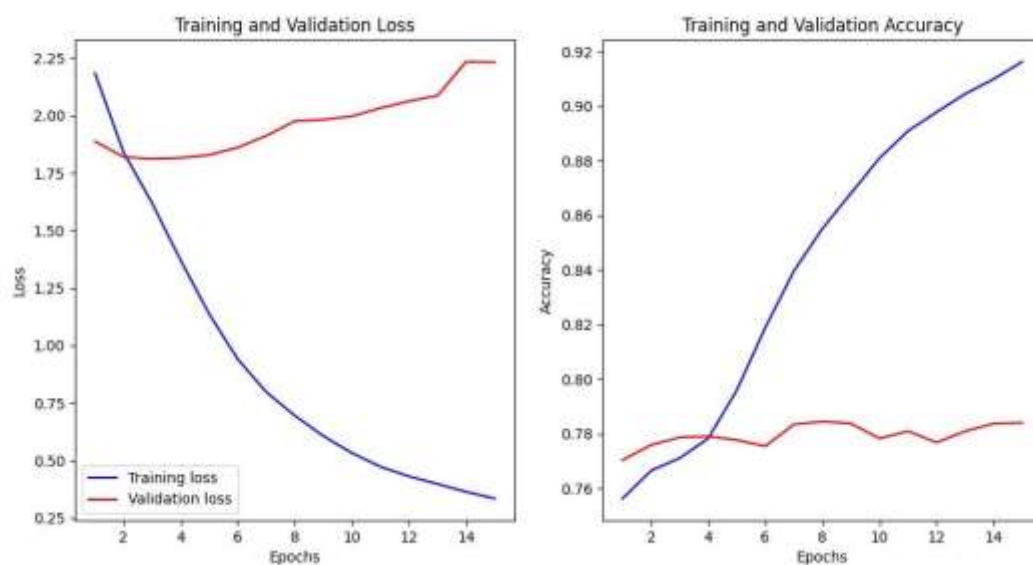 Training and Validation Loss
2.25
2.00
1.75
1.50
1.25
1.00
0.75
0.50
0.25
Loss
Training loss
Validation loss
2 4 6 8 10 12 14
Epochs
Training and Validation Accuracy
0.92
0.90
0.88
0.86
0.84
0.82
0.80
0.78
0.76
Accuracy
2 4 6 8 10 12 14
Epochs